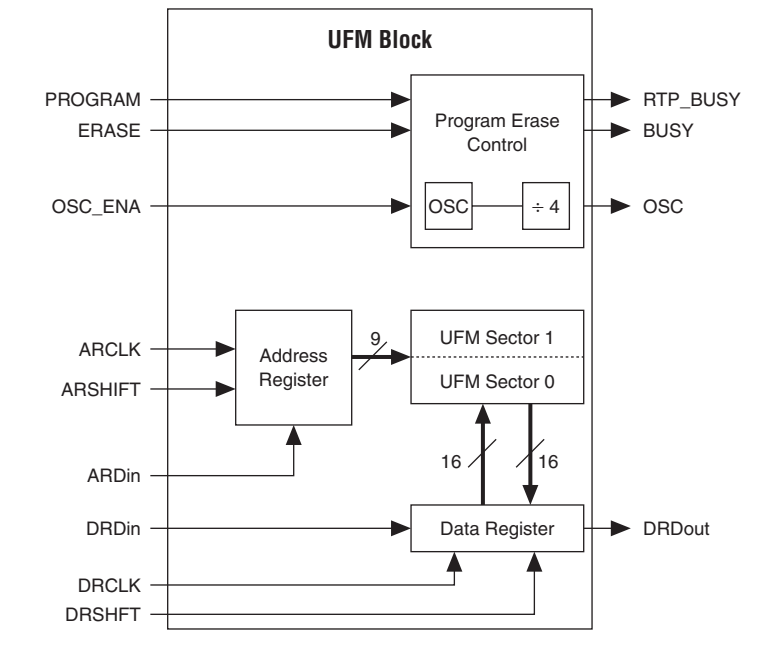 UFM Block
PROGRAM
ERASE
OSC_ENA
Program Erase
Control
OSC
÷ 4
RTP_BUSY
BUSY
OSC
ARCLK
ARSHIFT
ARDin
Address
Register
9
UFM Sector 1
UFM Sector 0
16
16
DRDin
DRCLK
DRSHFT
Data Register
DRDout